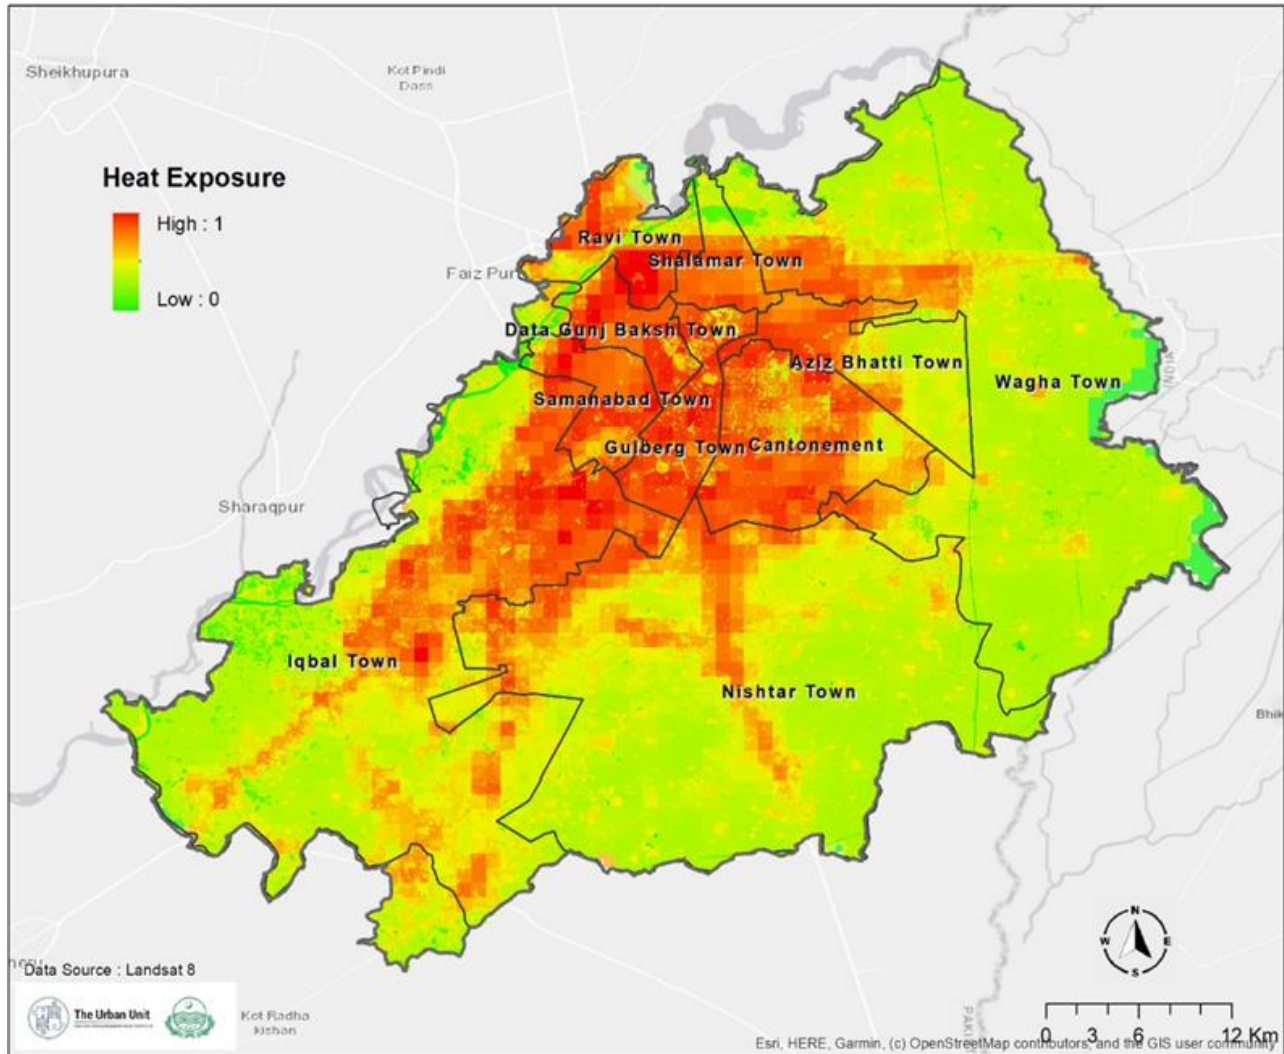 Sheikhupura
Kot Pindi
Dass
Heat Exposure
High : 1
Low : 0
Ravi Town
Shalamar Town
Faiz Pur
Data Gunj Baksh Town
Aziz Bhatti Town
Wagha Town
Samanabad Town
Gulberg Town
Cantonement
Sharaqpur
Iqbal Town
Nishtar Town
Bhik
N
W E
S
Data Source : Landsat 8
The Urban Unit
Kot Radha
kishan
0 3 6 12 Km
Esri, HERE, Garmin, (c) OpenStreetMap contributors, and the GIS user community